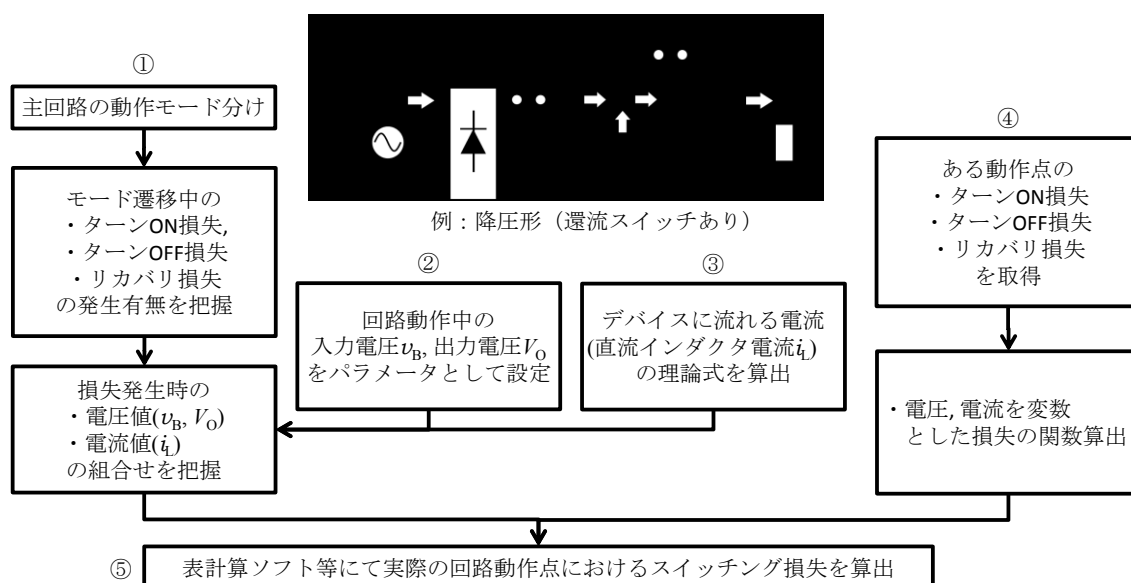 ①
主回路の動作モード分け
モード遷移中の
・ターンON損失,
・ターンOFF損失
・リカバリ損失
の発生有無を把握
損失発生時の
・電圧値(υB, VO)
・電流値(iL)
の組合せを把握
例：降圧形（還流スイッチあり）
②
回路動作中の
入力電圧υB, 出力電圧VO
をパラメータとして設定
③
デバイスに流れる電流
(直流インダクタ電流iL)
の理論式を算出
④
ある動作点の
・ターンON損失
・ターンOFF損失
・リカバリ損失
を取得
・電圧, 電流を変数
とした損失の関数算出
⑤
表計算ソフト等にて実際の回路動作点におけるスイッチング損失を算出